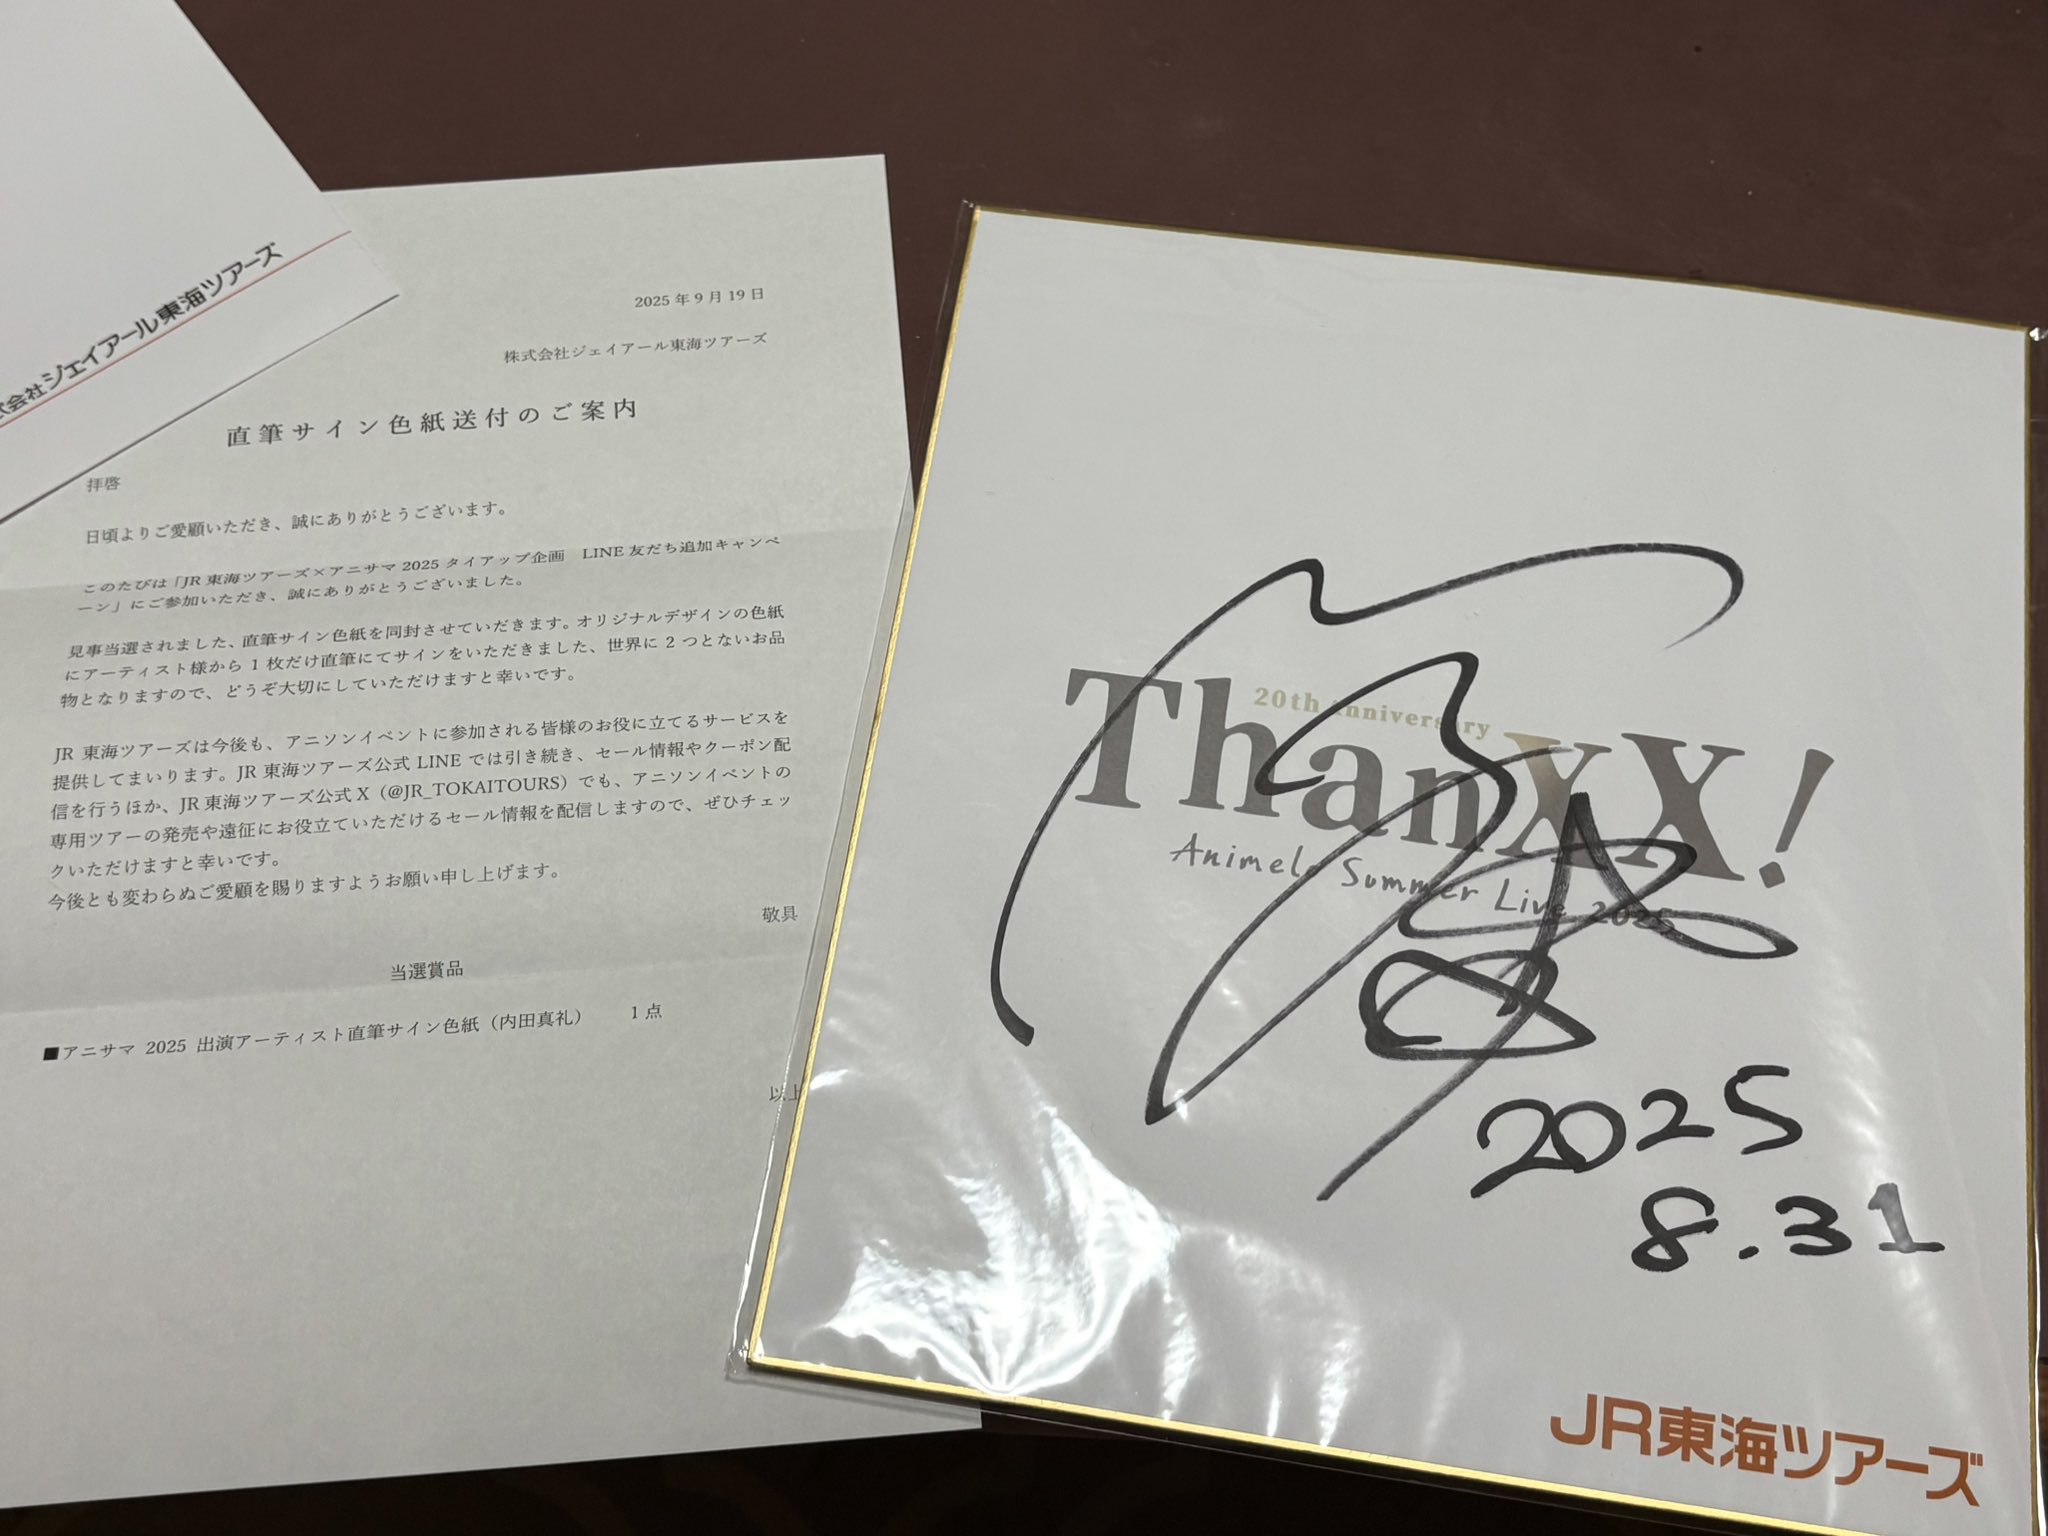 式会社ジェイアール東海ツアーズ
2025年9月19日
株式会社ジェイアール東海ツアーズ
直筆サイン色紙送付のご案内
拝啓
日頃よりご愛顧いただき、誠にありがとうございます。
このたびは「JR東海ツアーズ×アニサマ2025タイアップ企画　LINE友だち追加キャンペ
ーン」にご参加いただき、誠にありがとうございました。
見事当選されました、直筆サイン色紙を同封させていだきます。オリジナルデザインの色紙
にアーティスト様から1枚だけ直筆にてサインをいただきました、世界に2つとないお品
物となりますので、どうぞ大切にしていただけますと幸いです。
JR東海ツアーズは今後も、アニソンイベントに参加される皆様のお役に立てるサービスを
提供してまいります。JR東海ツアーズ公式LINEでは引き続き、セール情報やクーポン配
信を行うほか、JR東海ツアーズ公式X（@JR_TOKAITOURS）でも、アニソンイベントの
専用ツアーの発売や遠征にお役立ていただけるセール情報を配信しますので、ぜひチェッ
クいただけますと幸いです。
今後とも変わらぬご愛顧を賜りますようお願い申し上げます。
敬具
当選賞品
■アニサマ 2025 出演アーティスト直筆サイン色紙（内田真礼）　1点
以上
20th Anniversary
ThanXX!
Animelo Summer Live 2025
2025
8.31
JR東海ツアーズ